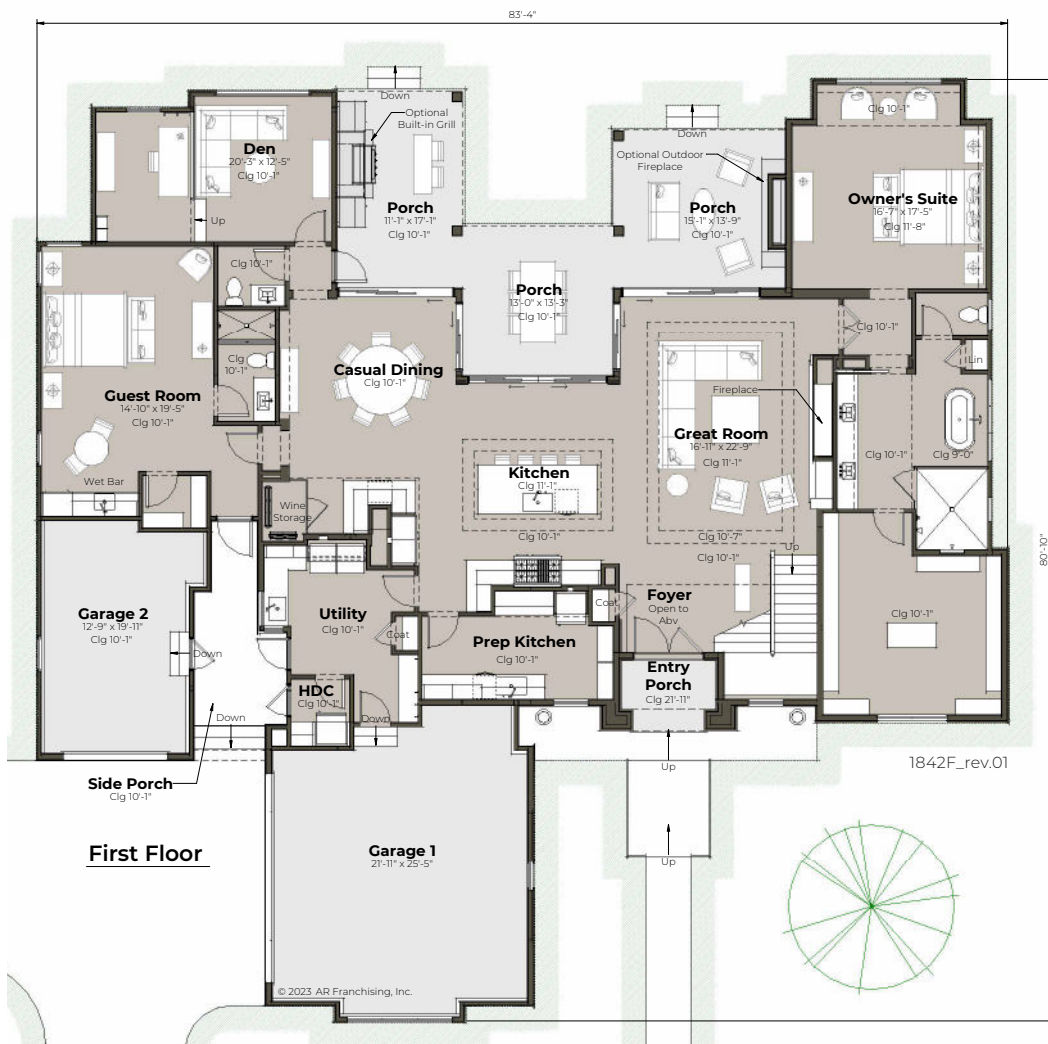 83'-4"
Down
Optional
Built-in Grill
Den
20'-3" x 12'-5"
Clg 10'-1"
Up
Porch
11'-1" x 17'-1"
Clg 10'-1"
Down
Optional Outdoor
Fireplace
Porch
15'-1" x 13'-9"
Clg 10'-1"
Clg 10'-1"
Owner's Suite
16'-7" x 17'-5"
Clg 11'-8"
Clg 10'-1"
Porch
13'-0" x 13'-3"
Clg 10'-1"
Clg 10'-1"
Lin
Clg
10'-1"
Casual Dining
Clg 10'-1"
Guest Room
14'-10" x 19'-5"
Clg 10'-1"
Fireplace
Great Room
16'-11" x 22'-9"
Clg 11'-1"
Clg 10'-1"
Clg 9'-0"
Kitchen
Clg 11'-1"
Wet Bar
Wine
Storage
Clg 10'-1"
Clg 10'-7"
Clg 10'-1"
Up
80'-10"
Garage 2
12'-9" x 19'-11"
Clg 10'-1"
Down
Utility
Clg 10'-1"
Coat
Prep Kitchen
Clg 10'-1"
Coat
Foyer
Open to
Abv
Clg 10'-1"
Entry
Porch
Clg 21'-11"
HDC
Clg 10'-1"
Down
Down
Up
1842F_rev.01
Side Porch
Clg 10'-1"
First Floor
Garage 1
21'-11" x 25'-5"
Up
© 2023 AR Franchising, Inc.